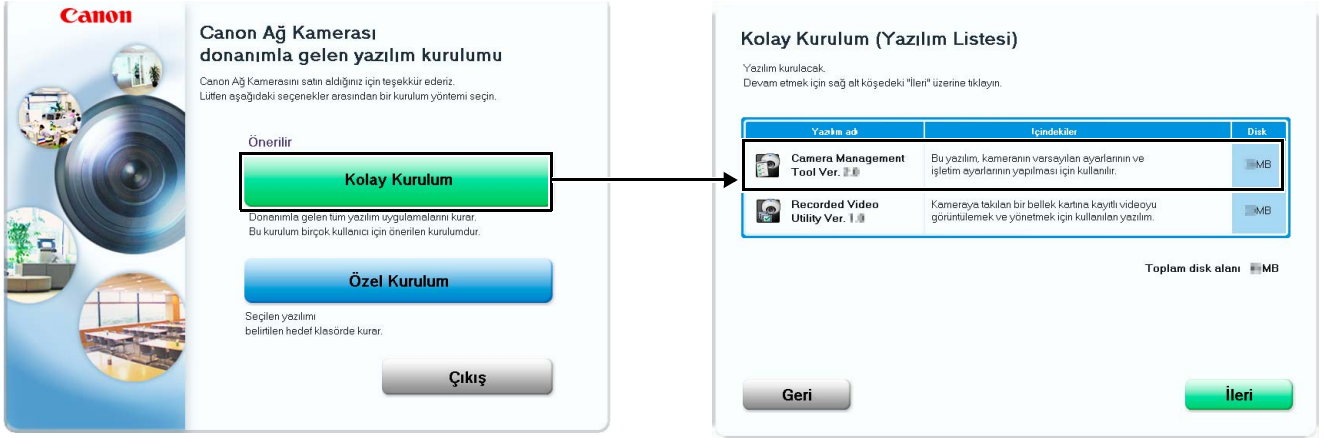 Canon
Canon Ağ Kamerası
donanımla gelen yazılım kurulumu
Canon Ağ Kamerasını satın aldığınız için teşekkür ederiz.
Lütfen aşağıdaki seçenekler arasından bir kurulum yöntemi seçin.
Önerilir
Kolay Kurulum
Donanımla gelen tüm yazılım uygulamalarını kurar.
Bu kurulum birçok kullanıcı için önerilen kurulumdur.
Özel Kurulum
Seçilen yazılımı
belirtilen hedef klasörde kurar.
Çıkış
Kolay Kurulum (Yazılım Listesi)
Yazılım kurulacak.
Devam etmek için sağ alt köşedeki "İleri" üzerine tıklayın.
Yazılım adı İçindekiler Disk
Camera Management
Tool Ver.
Bu yazılım, kameranın varsayılan ayarlarının ve
işletim ayarlarının yapılması için kullanılır.
MB
Recorded Video
Utility Ver.
Kameraya takılan bir bellek kartına kayıtlı videoyu
görüntülemek ve yönetmek için kullanılan yazılım.
MB
Toplam disk alanı MB
Geri
İleri